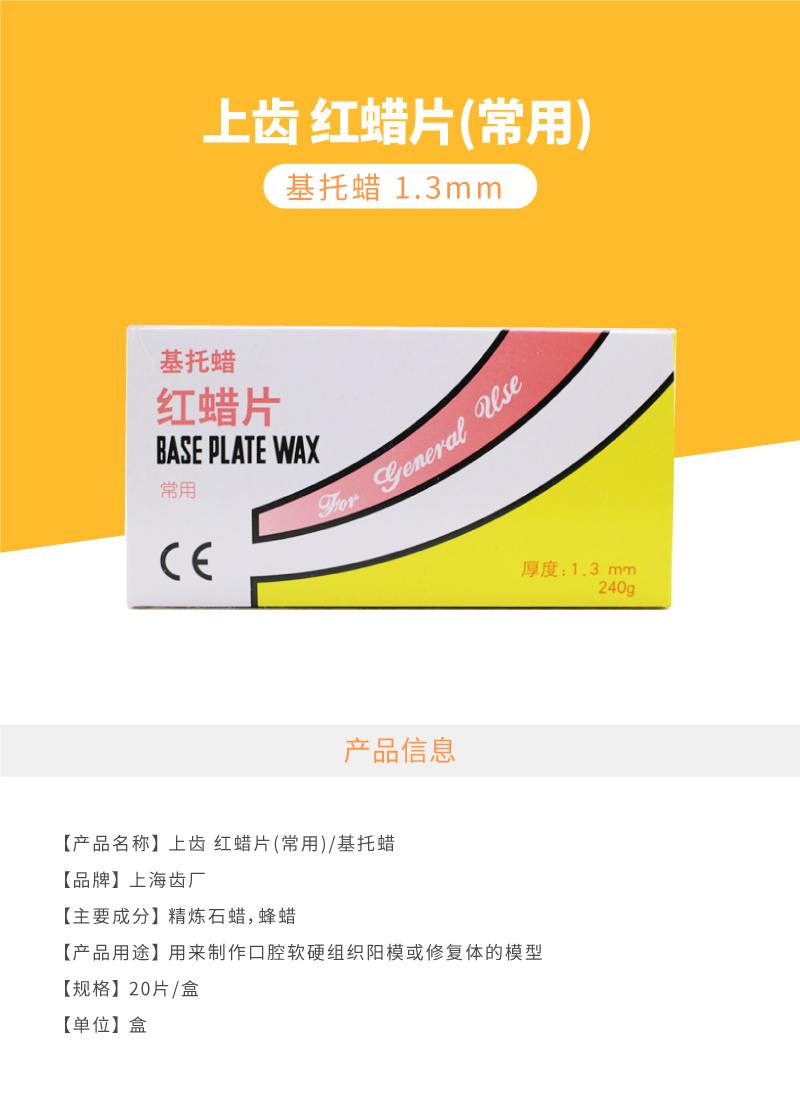 上齿 红蜡片(常用)
基托蜡 1.3mm
基托蜡
红蜡片
BASE PLATE WAX
常用
For General Use
CE
厚度:1.3 mm
240g
产品信息
【产品名称】上齿 红蜡片(常用)/基托蜡
【品牌】上海齿厂
【主要成分】精炼石蜡,蜂蜡
【产品用途】用来制作口腔软硬组织阳模或修复体的模型
【规格】20片/盒
【单位】盒